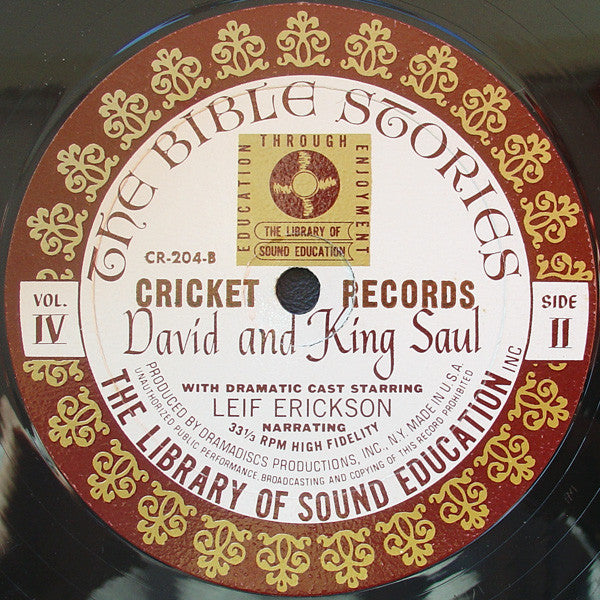 THE BIBLE STORIES
EDUCATION
THROUGH
ENJOYMENT
THE LIBRARY OF
SOUND EDUCATION
CR-204-B
CRICKET RECORDS
VOL.
IV
SIDE
II
David and King Saul
WITH DRAMATIC CAST STARRING
LEIF ERICKSON
NARRATING
33⅓ RPM HIGH FIDELITY
PRODUCED BY DRAMADISCS PRODUCTIONS, INC., N.Y. MADE IN U.S.A.
UNAUTHORIZED PUBLIC PERFORMANCE, BROADCASTING AND COPYING OF THIS RECORD PROHIBITED
THE LIBRARY OF SOUND EDUCATION INC